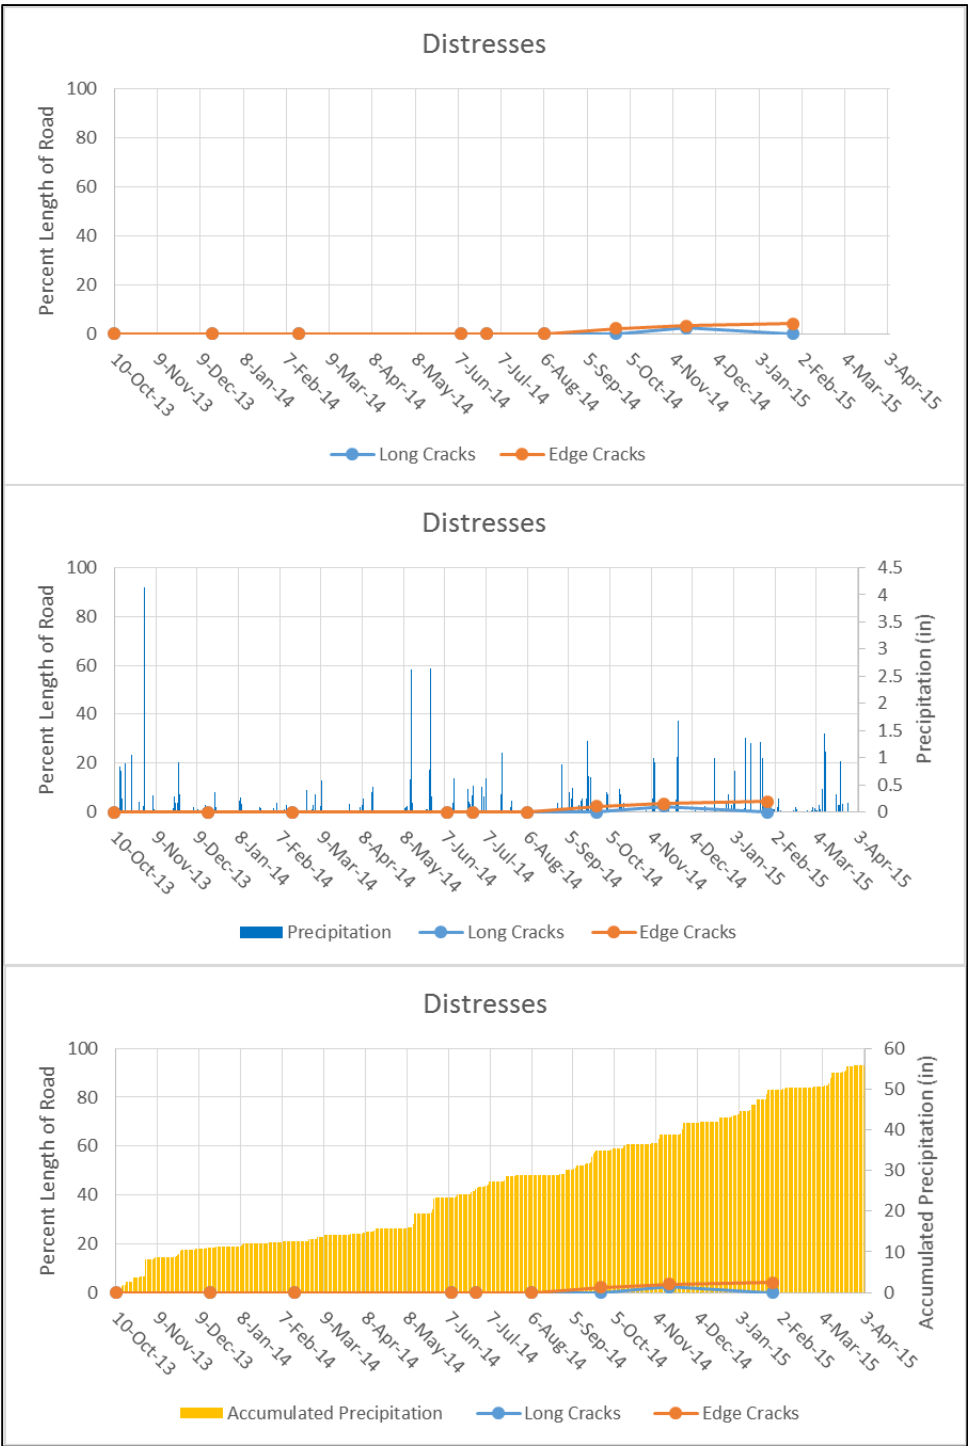 Distresses
Percent Length of Road
100
80
60
40
20
0
10-Oct-13
9-Nov-13
9-Dec-13
8-Jan-14
7-Feb-14
9-Mar-14
8-Apr-14
8-May-14
7-Jun-14
7-Jul-14
6-Aug-14
5-Sep-14
5-Oct-14
4-Nov-14
4-Dec-14
3-Jan-15
2-Feb-15
4-Mar-15
3-Apr-15
Long Cracks Edge Cracks
Distresses
Percent Length of Road
100
80
60
40
20
0
4.5
4
3.5
3
2.5
2
1.5
1
0.5
0
Precipitation (in)
10-Oct-13
9-Nov-13
9-Dec-13
8-Jan-14
7-Feb-14
9-Mar-14
8-Apr-14
8-May-14
7-Jun-14
7-Jul-14
6-Aug-14
5-Sep-14
5-Oct-14
4-Nov-14
4-Dec-14
3-Jan-15
2-Feb-15
4-Mar-15
3-Apr-15
Precipitation Long Cracks Edge Cracks
Distresses
Percent Length of Road
100
80
60
40
20
0
60
50
40
30
20
10
0
Accumulated Precipitation (in)
10-Oct-13
9-Nov-13
9-Dec-13
8-Jan-14
7-Feb-14
9-Mar-14
8-Apr-14
8-May-14
7-Jun-14
7-Jul-14
6-Aug-14
5-Sep-14
5-Oct-14
4-Nov-14
4-Dec-14
3-Jan-15
2-Feb-15
4-Mar-15
3-Apr-15
Accumulated Precipitation Long Cracks Edge Cracks